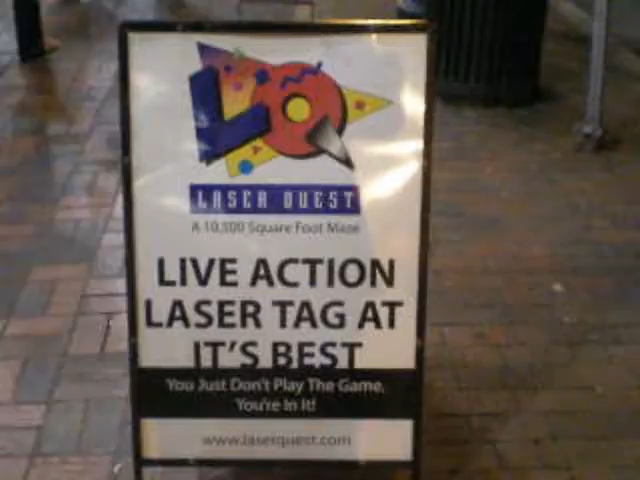 LQ
LASER QUEST
A 10,000 Square Foot Maze
LIVE ACTION
LASER TAG AT
IT'S BEST
You Just Don't Play The Game,
You're In It!
www.laserquest.com